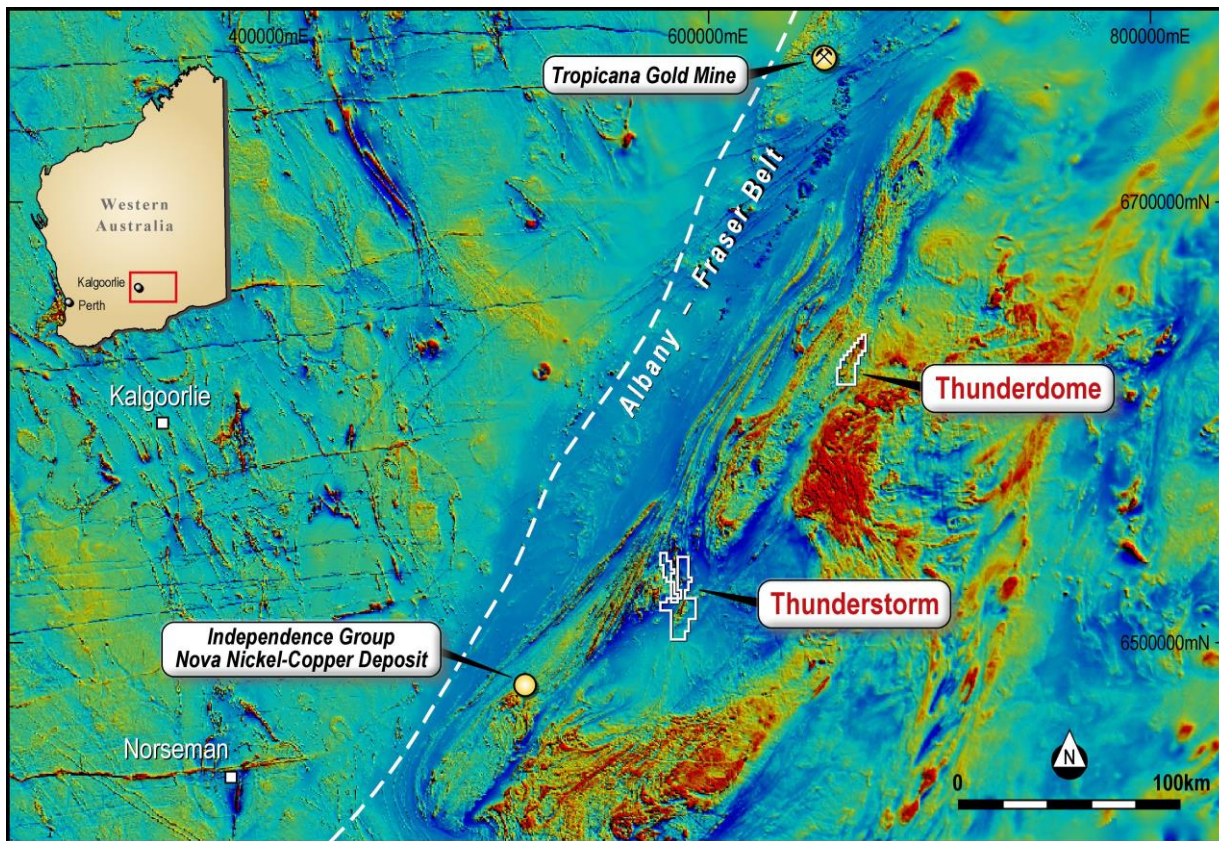 400000mE
600000mE
800000mE
Tropicana Gold Mine
Western
Australia
Kalgoorlie
Perth
6700000mN
Albany - Fraser Belt
Kalgoorlie
Thunderdome
Thunderstorm
Independence Group
Nova Nickel-Copper Deposit
6500000mN
Norseman
N
0
100km